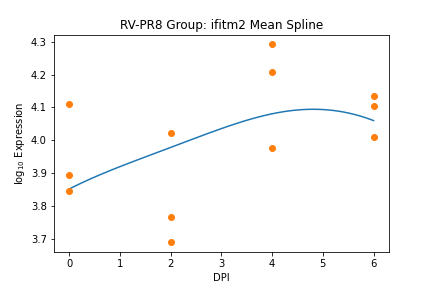 RV-PR8 Group: ifitm2 Mean Spline
log₁₀ Expression
4.3
4.2
4.1
4.0
3.9
3.8
3.7
0 1 2 3 4 5 6
DPI